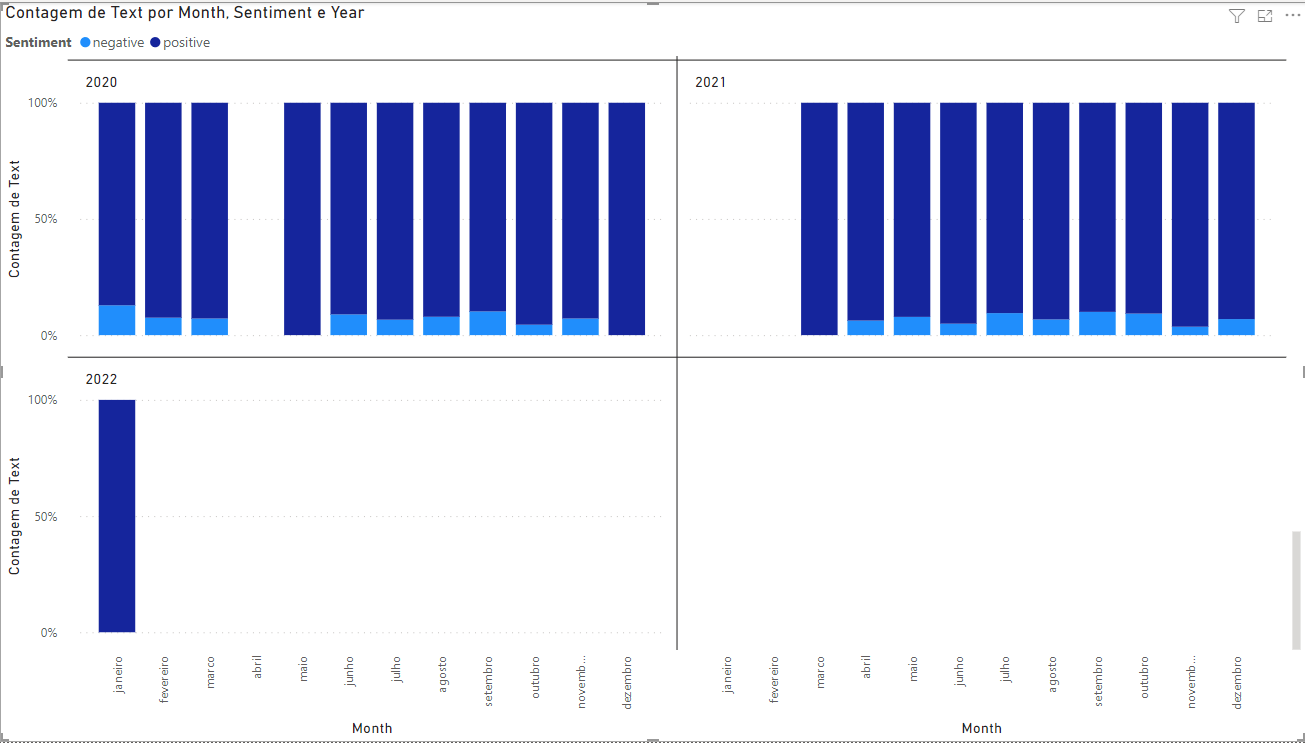 Contagem de Text por Month, Sentiment e Year
Sentiment negative positive
2020
2021
100%
50%
0%
Contagem de Text
2022
100%
50%
0%
Contagem de Text
janeiro
fevereiro
marco
abril
maio
junho
julho
agosto
setembro
outubro
novemb...
dezembro
janeiro
fevereiro
marco
abril
maio
junho
julho
agosto
setembro
outubro
novemb...
dezembro
Month
Month